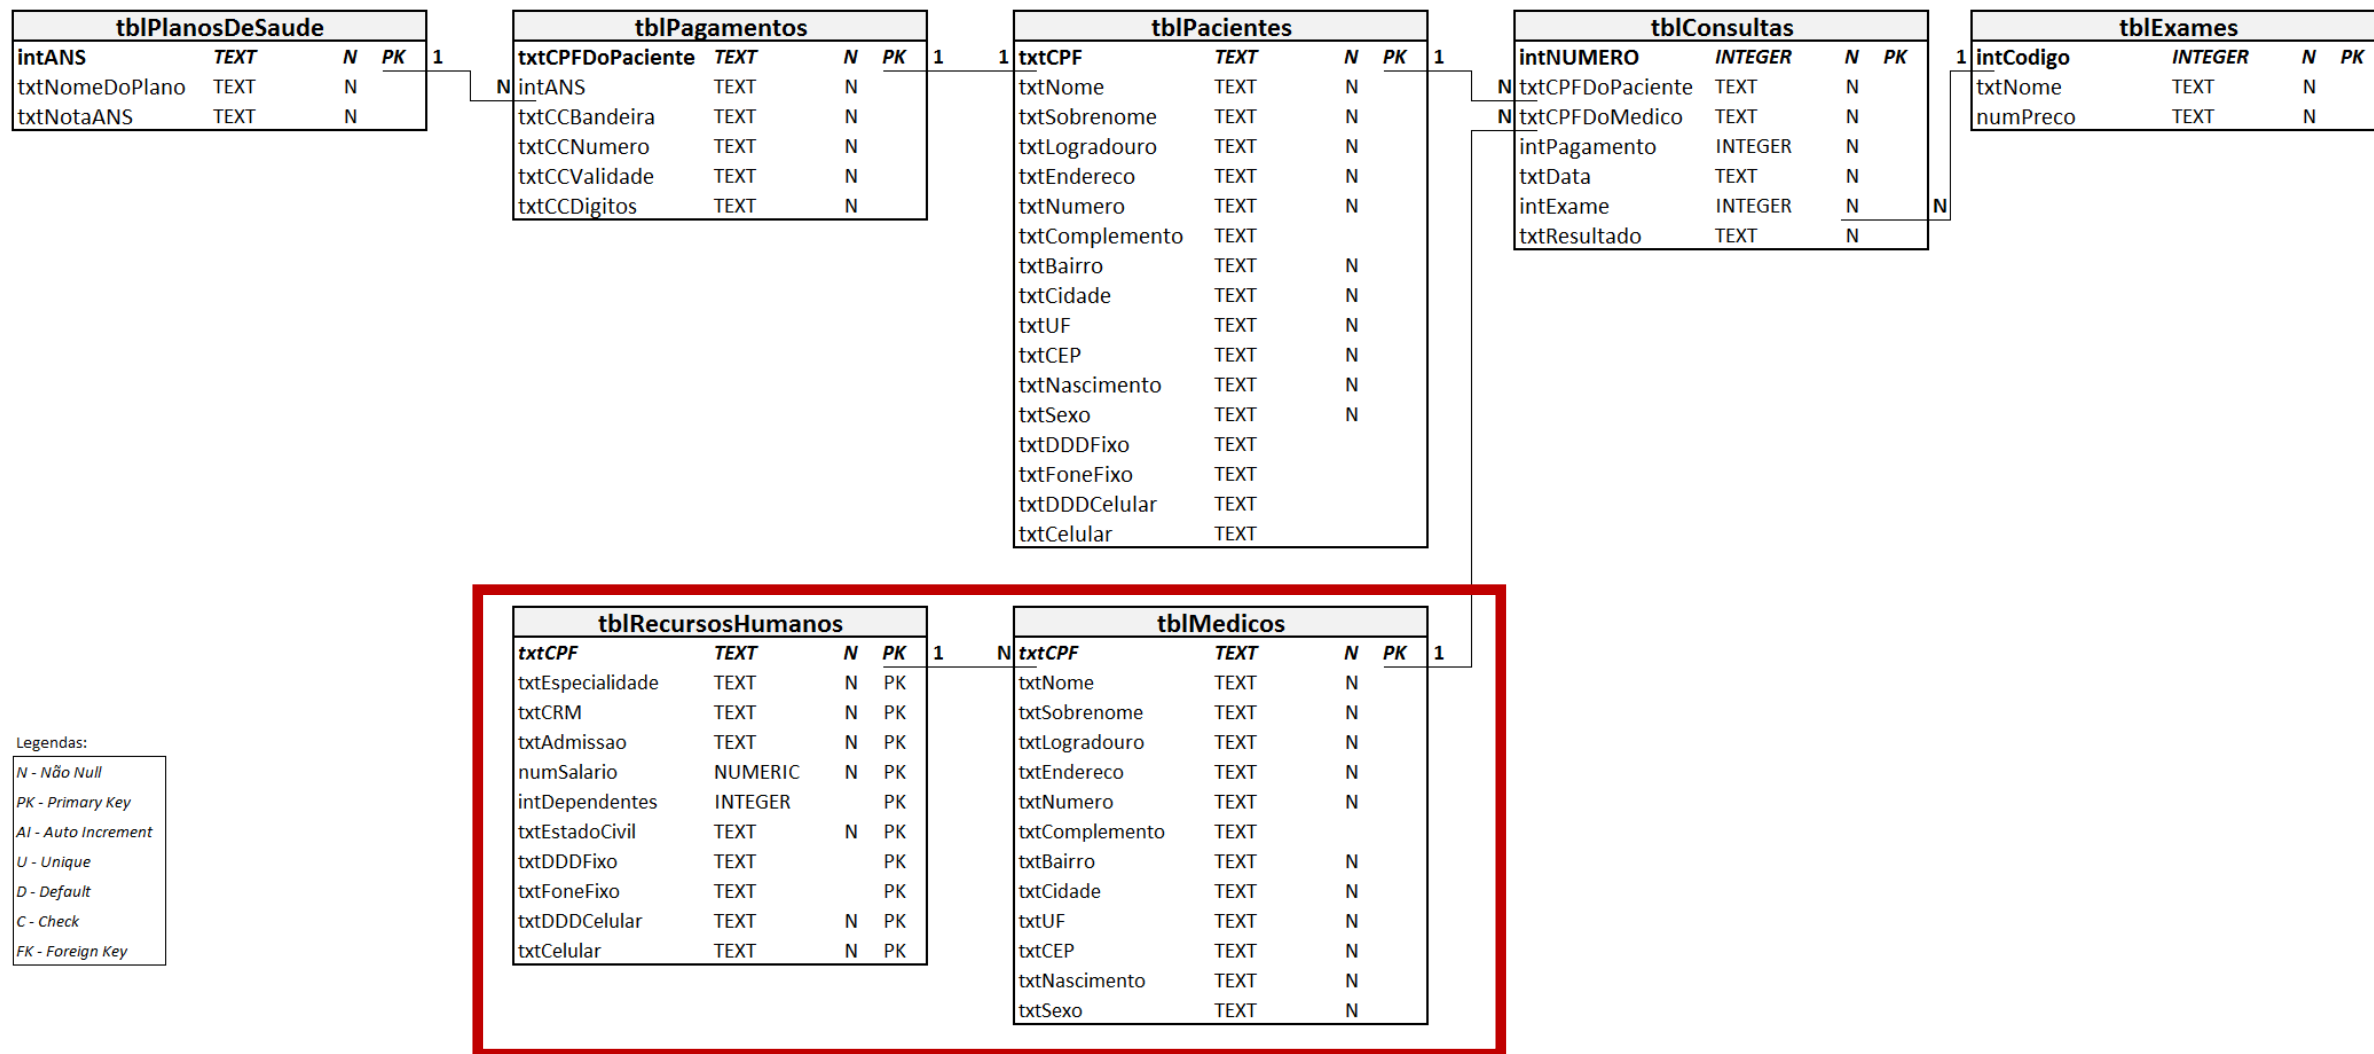 tblPlanosDeSaude
intANS TEXT N PK 1
txtNomeDoPlano TEXT N
txtNotaANS TEXT N
tblPagamentos
txtCPFDoPaciente TEXT N PK 1
N intANS TEXT N
txtCCBandeira TEXT N
txtCCNumero TEXT N
txtCCValidade TEXT N
txtCCDigitos TEXT N
tblPacientes
1 txtCPF TEXT N PK 1
txtNome TEXT N
txtSobrenome TEXT N
txtLogradouro TEXT N
txtEndereco TEXT N
txtNumero TEXT N
txtComplemento TEXT
txtBairro TEXT N
txtCidade TEXT N
txtUF TEXT N
txtCEP TEXT N
txtNascimento TEXT N
txtSexo TEXT N
txtDDDFixo TEXT
txtFoneFixo TEXT
txtDDDCelular TEXT
txtCelular TEXT
tblConsultas
intNUMERO INTEGER N PK
N txtCPFDoPaciente TEXT N
N txtCPFDoMedico TEXT N
intPagamento INTEGER N
txtData TEXT N
intExame INTEGER N N
txtResultado TEXT N
tblExames
1 intCodigo INTEGER N PK
txtNome TEXT N
numPreco TEXT N
tblRecursosHumanos
txtCPF TEXT N PK 1
txtEspecialidade TEXT N PK
txtCRM TEXT N PK
txtAdmissao TEXT N PK
numSalario NUMERIC N PK
intDependentes INTEGER PK
txtEstadoCivil TEXT N PK
txtDDDFixo TEXT PK
txtFoneFixo TEXT PK
txtDDDCelular TEXT N PK
txtCelular TEXT N PK
tblMedicos
N txtCPF TEXT N PK 1
txtNome TEXT N
txtSobrenome TEXT N
txtLogradouro TEXT N
txtEndereco TEXT N
txtNumero TEXT N
txtComplemento TEXT
txtBairro TEXT N
txtCidade TEXT N
txtUF TEXT N
txtCEP TEXT N
txtNascimento TEXT N
txtSexo TEXT N
Legendas:
N - Não Null
PK - Primary Key
AI - Auto Increment
U - Unique
D - Default
C - Check
FK - Foreign Key